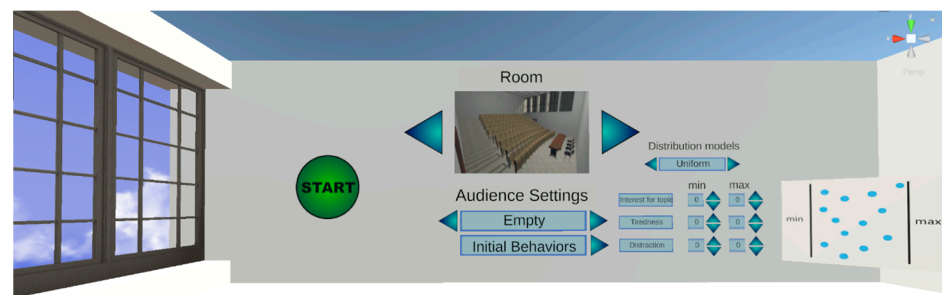 Room
START
Distribution models
Uniform
min max
Audience Settings
Interest for topic 0 0
Empty
Tiredness 0 0
Initial Behaviors
Distraction 0 0
min
max
Persp